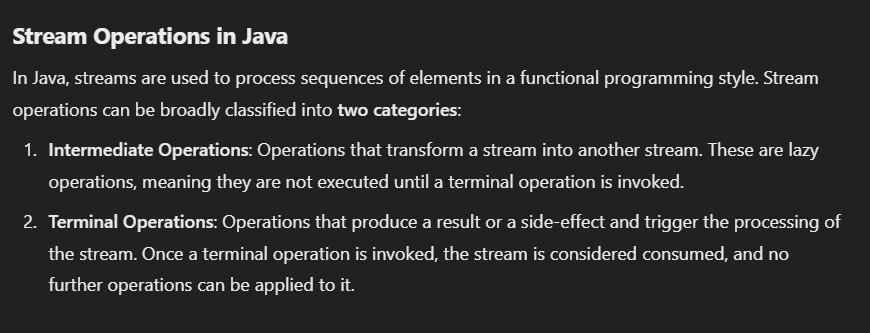 Stream Operations in Java
In Java, streams are used to process sequences of elements in a functional programming style. Stream
operations can be broadly classified into two categories:
1. Intermediate Operations: Operations that transform a stream into another stream. These are lazy
operations, meaning they are not executed until a terminal operation is invoked.
2. Terminal Operations: Operations that produce a result or a side-effect and trigger the processing of
the stream. Once a terminal operation is invoked, the stream is considered consumed, and no
further operations can be applied to it.